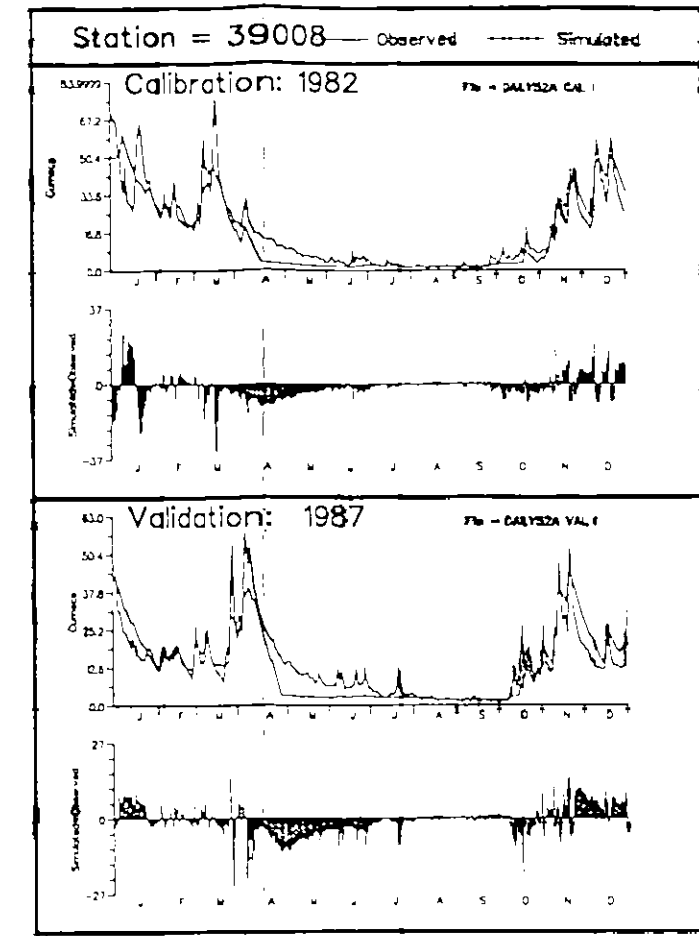 Station = 39008 Observed Simulated
Calibration: 1982
67.2
50.4
33.6
16.8
0.0
Cumecs
J F M A M J J A S O N D
37
0
-37
Simulated-Observed
J F M A M J J A S O N D
Validation: 1987
63.0
50.4
37.8
25.2
12.6
0.0
Cumecs
J F M A M J J A S O N D
27
0
-27
Simulated-Observed
J F M A M J J A S O N D